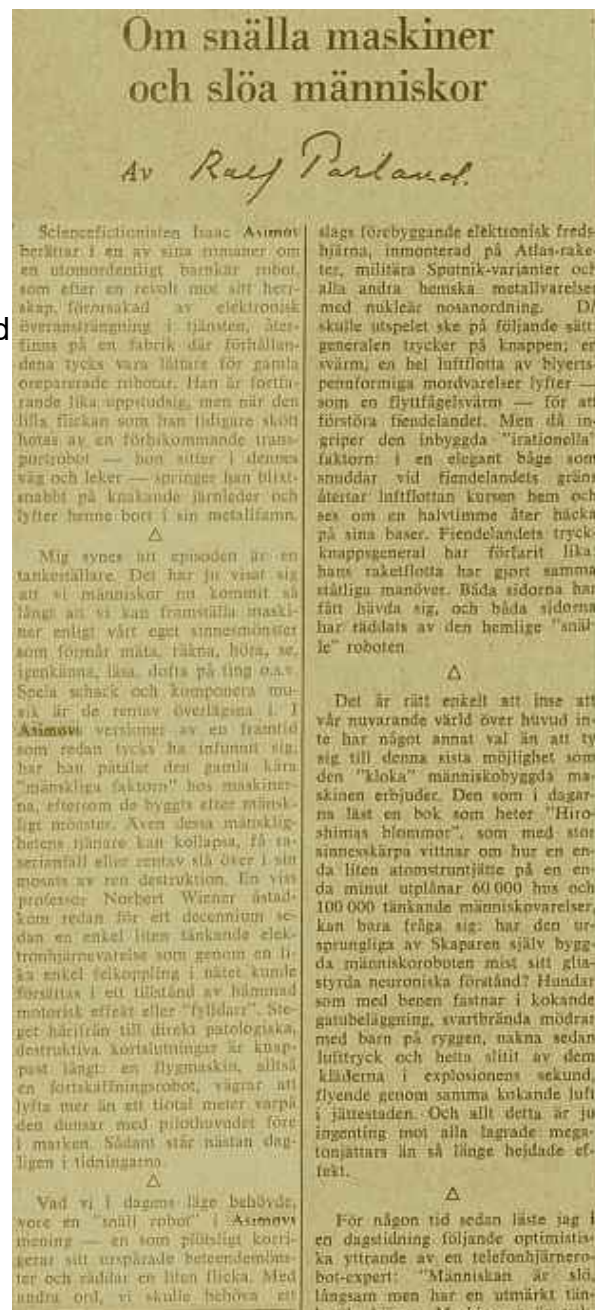 Om snälla maskiner
och slöa människor
Av Ralf Parland.
Sciencefictionisten Isaac Asimov
berättar i en av sina romaner om
en utomordentligt barnkär robot,
som efter en revolt mot sitt herr-
skap, förorsakad av elektronisk
överansträngning i tjänsten, åter-
finns på en fabrik där förhållan-
dena tycks vara lättare för gamla
oreparerade robotar. Han är fortfa-
rande lika uppstudsig, men när den
lilla flickan som han tidigare skött
hotas av en förbikommande trans-
portrobot — hon sitter i dennes
väg och leker — springer han blixt-
snabbt på knakande järnleder och
lyfter henne bort i sin metallfamn.
△
Mig synes att episoden är en
tankeställare. Det har ju visat sig
att vi människor nu kommit så
långt att vi kan framställa maski-
ner enligt vårt eget sinnesmönster
som förmår mäta, räkna, höra, se,
igenkänna, läsa, dofta på ting o.s.v.
Spela schack och komponera mu-
sik är de rentav överlägsna i. I
Asimovs versioner av en framtid
som redan tycks ha infunnit sig,
har han påtalat den gamla kära
"mänskliga faktorn" hos maskiner-
na, eftersom de byggts efter mänsk-
ligt mönster. Även dessa mänsklig-
hetens tjänare kan kollapsa, få ra-
serianfall eller rentav slå över i sin
motsats av ren destruktion. En viss
professor Norbert Wiener åstad-
kom redan för ett decennium se-
dan en enkel liten tänkande elek-
tronhjärnevarelse som genom en li-
ka enkel felkoppling i nätet kunde
försättas i ett tillstånd av hämmad
motorisk effekt eller "fylldarr". Ste-
get härifrån till direkt patologiska,
destruktiva kortslutningar är knap-
past långt: en flygmaskin, alltså
en fortskaffningsrobot, vägrar att
lyfta mer än ett tiotal meter varpå
den dunsar med pilothuvudet före
i marken. Sådant står nästan dag-
ligen i tidningarna.
△
Vad vi i dagens läge behövde,
vore en "snäll robot" i Asimovs
mening — en som plötsligt korri-
gerar sitt urspårade beteendemöns-
ter och räddar en liten flicka. Med
andra ord, vi skulle behöva ett
slags förebyggande elektronisk freds-
hjärna, inmonterad på Atlas-rake-
ter, militära Sputnik-varianter och
alla andra hemska metallvarelser
med nukleär nosanordning. Då
skulle utspelet ske på följande sätt:
generalen trycker på knappen; en
svärm, en hel luftflotta av blyerts-
pennformiga mordvarelser lyfter —
som en flyttfågelsvärm — för att
förstöra fiendelandet. Men då in-
griper den inbyggda "irationella"
faktorn: i en elegant båge som
snuddar vid fiendelandets gräns
återtar luftflottan kursen hem och
ses om en halvtimme åter häcka
på sina baser. Fiendelandets tryck-
knappsgeneral har förfarit lika:
hans raketflotta har gjort samma
ståtliga manöver. Båda sidorna har
fått hävda sig, och båda sidorna
har räddats av den hemlige "snäl-
le" roboten.
△
Det är rätt enkelt att inse att
vår nuvarande värld över huvud in-
te har något annat val än att ty
sig till denna sista möjlighet som
den "kloka" människobyggda ma-
skinen erbjuder. Den som i dagar-
na läst en bok som heter "Hiro-
shimas blommor", som med stor
sinnesskärpa vittnar om hur en en-
da liten atomstruntjätte på en en-
da minut utplånar 60 000 hus och
100 000 tänkande människovarelser,
kan bara fråga sig: har den ur-
sprungliga av Skaparen själv bygg-
da människoroboten mist sitt glia-
styrda neuroniska förstånd? Hundar
som med benen fastnar i kokande
gatubeläggning, svartbrända mödrar
med barn på ryggen, nakna sedan
lufttryck och hetta slitit av dem
kläderna i explosionens sekund,
flyende genom samma kokande luft
i jättestaden. Och allt detta är ju
ingenting mot alla lagrade mega-
tonjättars än så länge hejdade ef-
fekt.
△
För någon tid sedan läste jag i
en dagstidning följande optimistis-
ka yttrande av en telefonhjärnero-
bot-expert: "Människan är slö,
långsam men har en utmärkt tän-